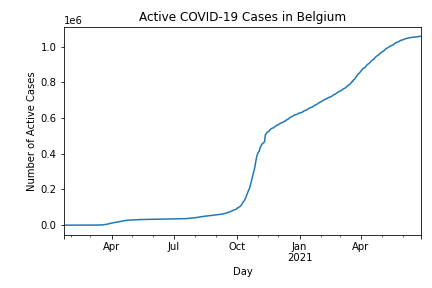 Active COVID-19 Cases in Belgium
1e6
1.0
0.8
0.6
0.4
0.2
0.0
Number of Active Cases
Apr Jul Oct Jan Apr
2021
Day